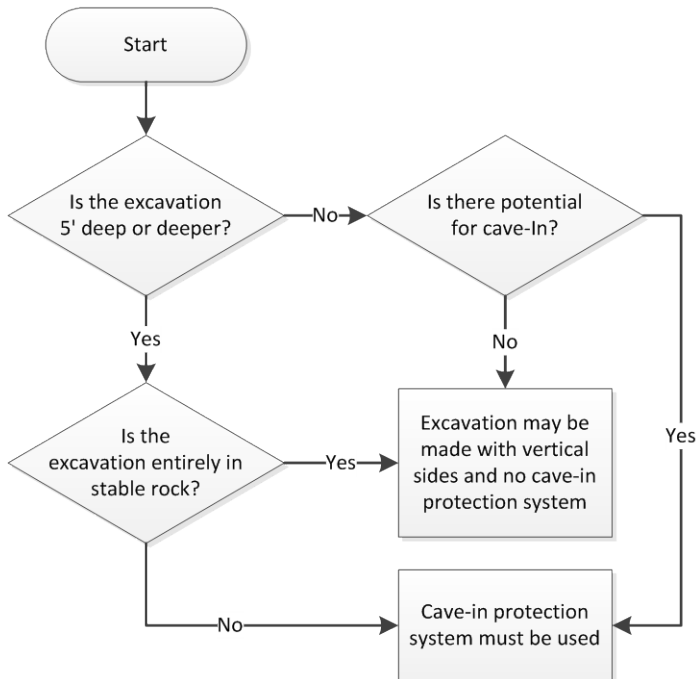 Start
Is the excavation
5' deep or deeper?
No
Is there potential
for cave-In?
Yes
No
Yes
Is the
excavation entirely in
stable rock?
Yes
Excavation may be
made with vertical
sides and no cave-in
protection system
No
Cave-in protection
system must be used